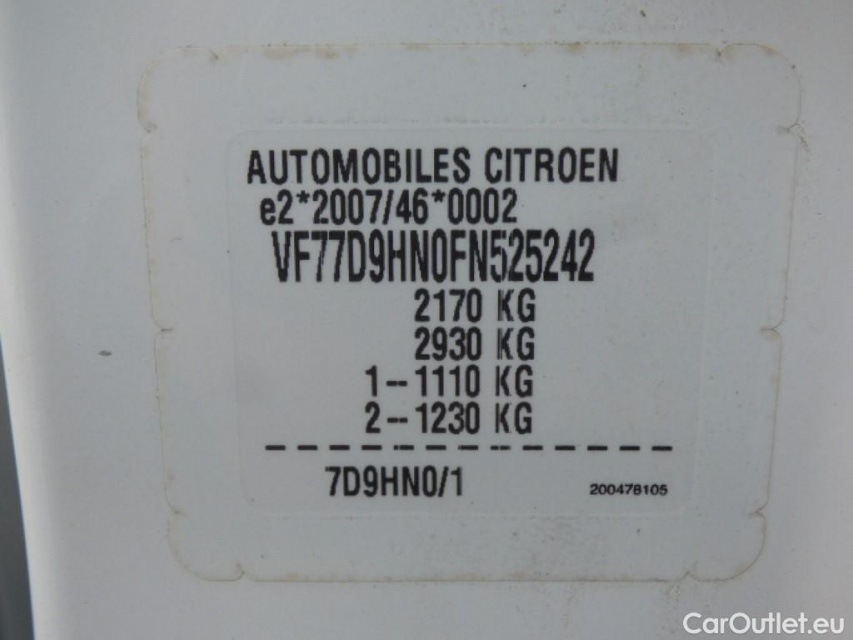 AUTOMOBILES CITROEN
e2*2007/46*0002
VF77D9HN0FN525242
2170 KG
2930 KG
1--1110 KG
2--1230 KG
7D9HN0/1
200478105
CarOutlet.eu